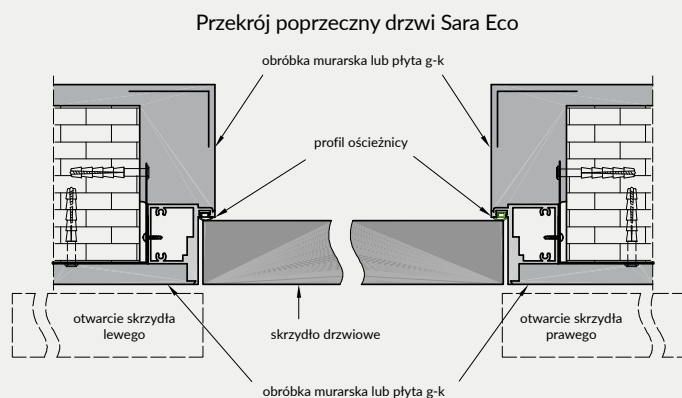 Przekrój poprzeczny drzwi Sara Eco
obróbka murarska lub płyta g-k
profil ościeżnicy
otwarcie skrzydła
lewego
skrzydło drzwiowe
otwarcie skrzydła
prawego
obróbka murarska lub płyta g-k